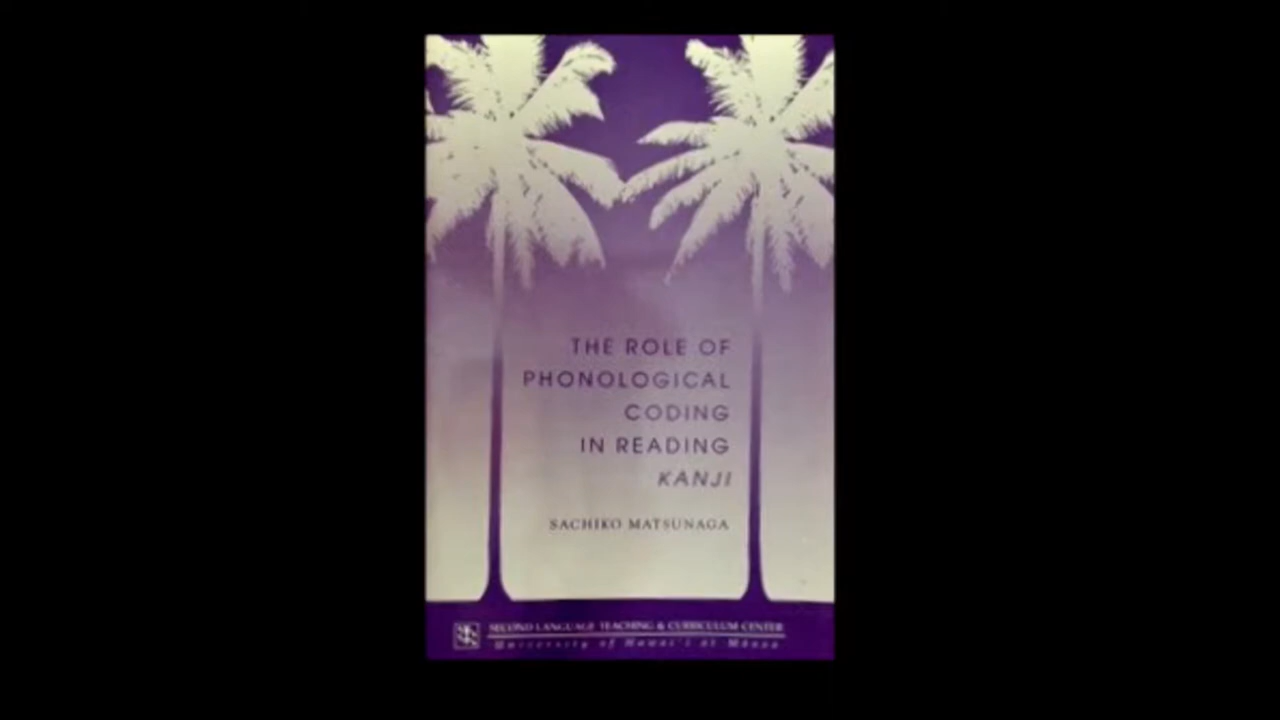 THE ROLE OF
PHONOLOGICAL
CODING
IN READING
KANJI
SACHIKO MATSUNAGA
SECOND LANGUAGE TEACHING & CURRICULUM CENTER
University of Hawai'i at Mānoa